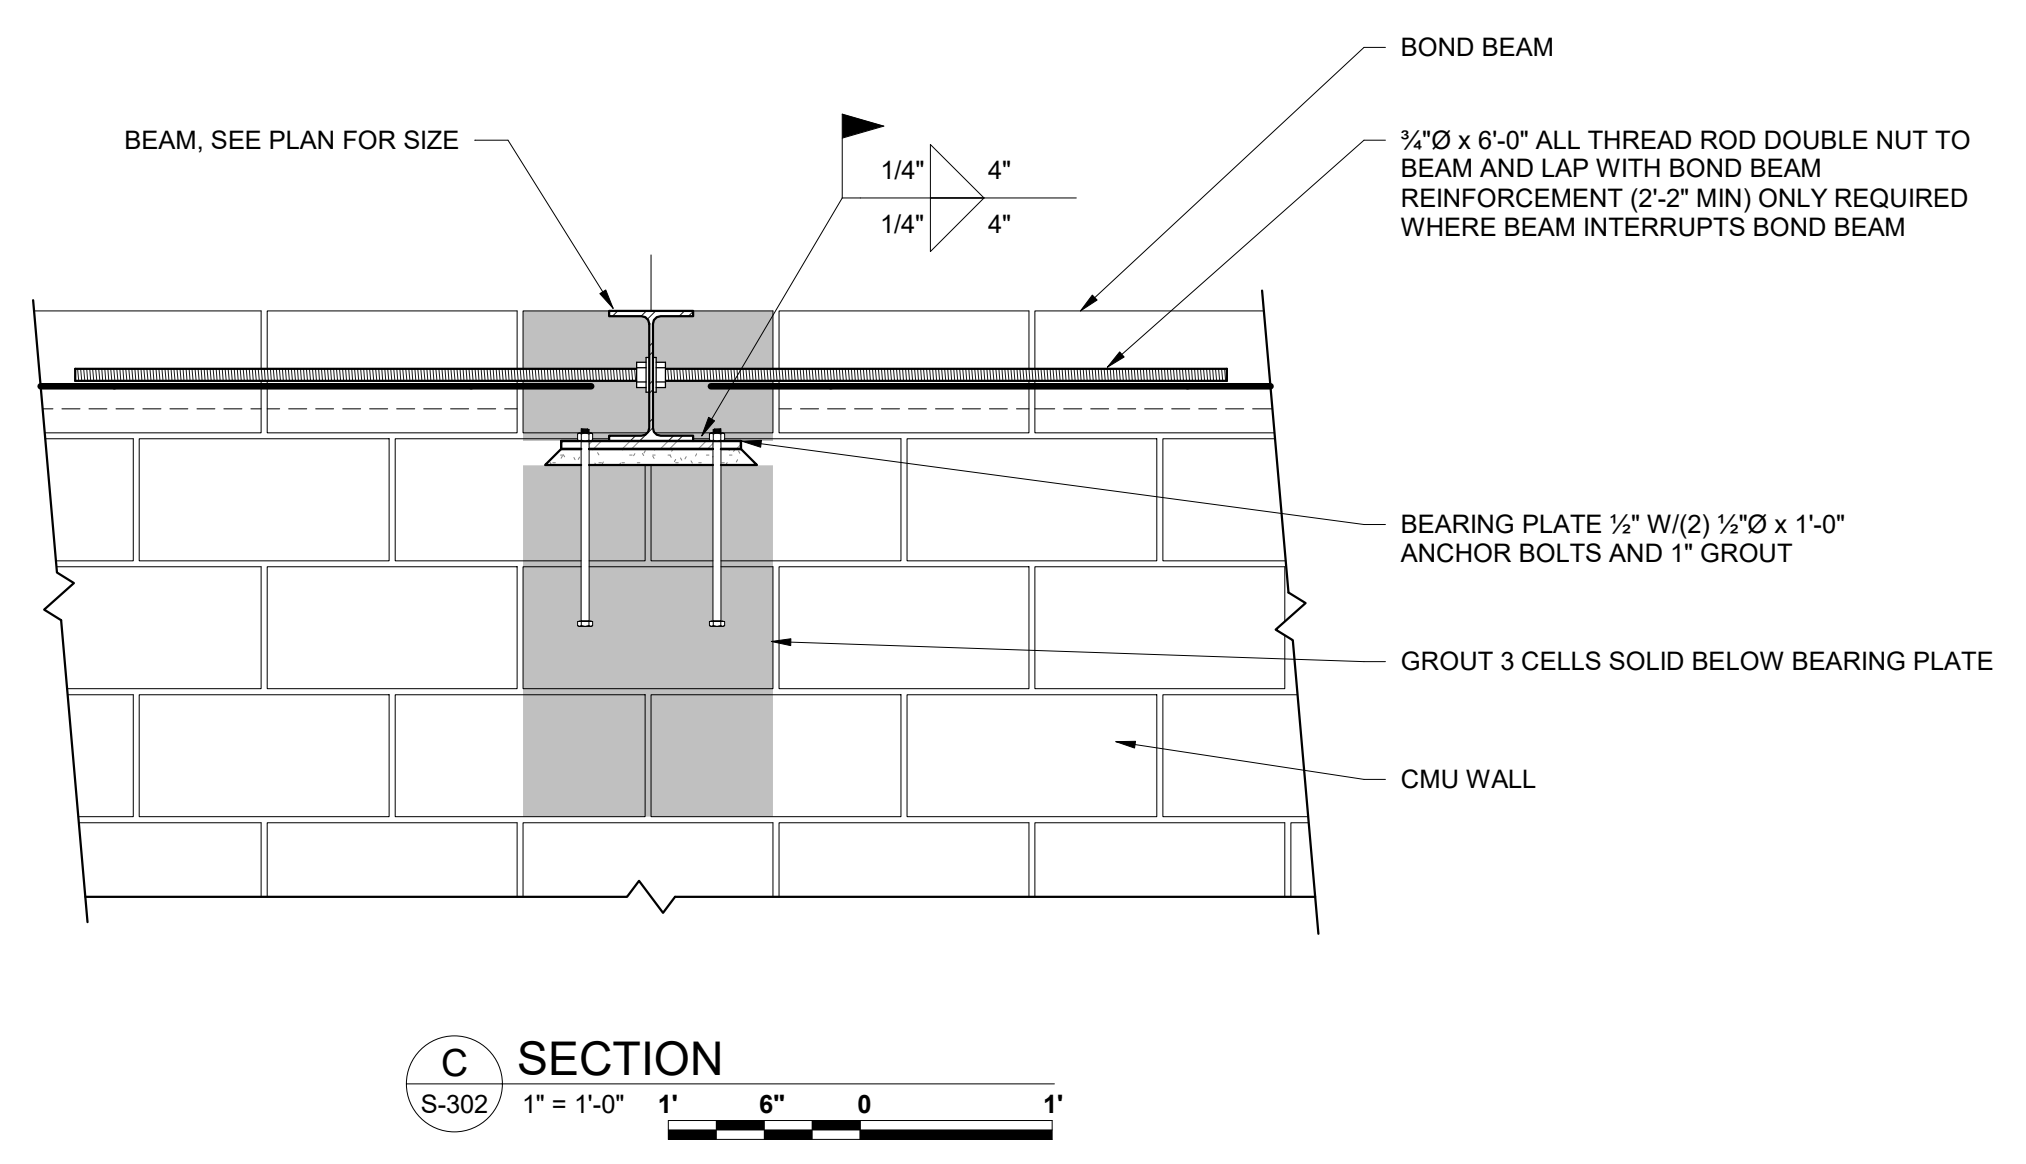 BOND BEAM
BEAM, SEE PLAN FOR SIZE
1/4" 4"
1/4" 4"
¾"Ø x 6'-0" ALL THREAD ROD DOUBLE NUT TO
BEAM AND LAP WITH BOND BEAM
REINFORCEMENT (2'-2" MIN) ONLY REQUIRED
WHERE BEAM INTERRUPTS BOND BEAM
BEARING PLATE ½" W/(2) ½"Ø x 1'-0"
ANCHOR BOLTS AND 1" GROUT
GROUT 3 CELLS SOLID BELOW BEARING PLATE
CMU WALL
C SECTION
S-302 1" = 1'-0" 1' 6" 0 1'